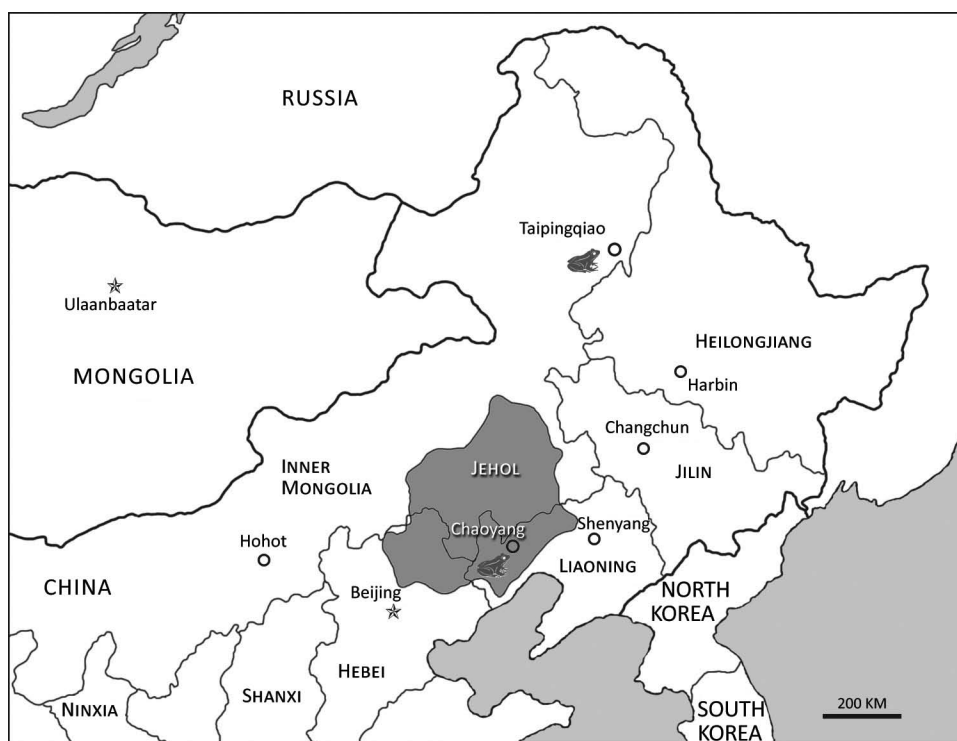 RUSSIA
Taipingqiao
Ulaanbaatar
HEILONGJIANG
MONGOLIA
Harbin
Changchun
JEHOL
JILIN
INNER
MONGOLIA
Chaoyang
Shenyang
Hohot
LIAONING
CHINA
Beijing
NORTH
KOREA
HEBEI
SHANXI
NINXIA
200 KM
SOUTH
KOREA